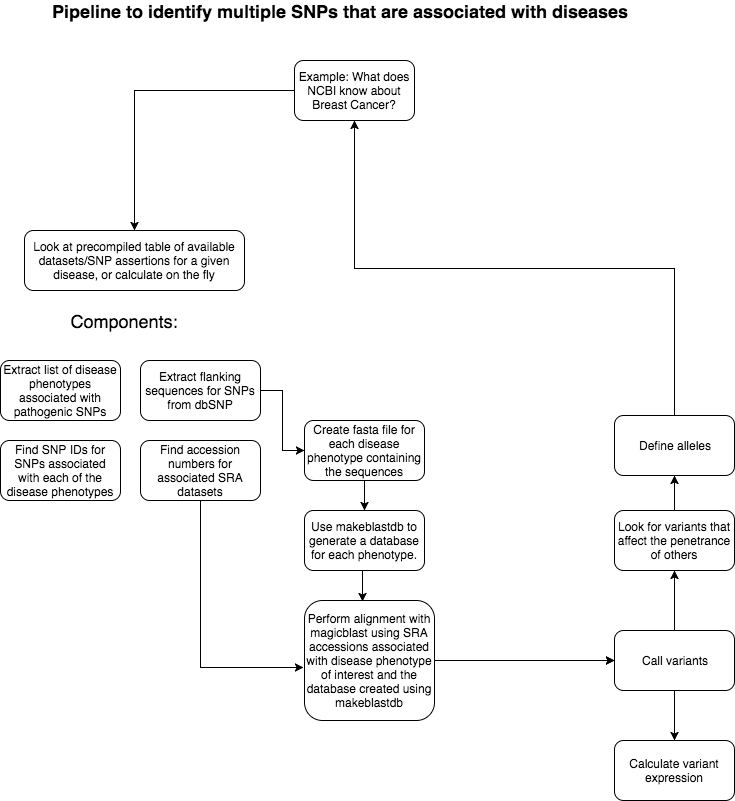 Pipeline to identify multiple SNPs that are associated with diseases
Example: What does
NCBI know about
Breast Cancer?
Look at precompiled table of available
datasets/SNP assertions for a given
disease, or calculate on the fly
Components:
Extract list of disease
phenotypes
associated with
pathogenic SNPs
Extract flanking
sequences for SNPs
from dbSNP
Find SNP IDs for
SNPs associated
with each of the
disease phenotypes
Find accession
numbers for
associated SRA
datasets
Create fasta file for
each disease
phenotype containing
the sequences
Use makeblastdb to
generate a database
for each phenotype.
Perform alignment with
magicblast using SRA
accessions associated
with disease phenotype
of interest and the
database created using
makeblastdb
Define alleles
Look for variants that
affect the penetrance
of others
Call variants
Calculate variant
expression